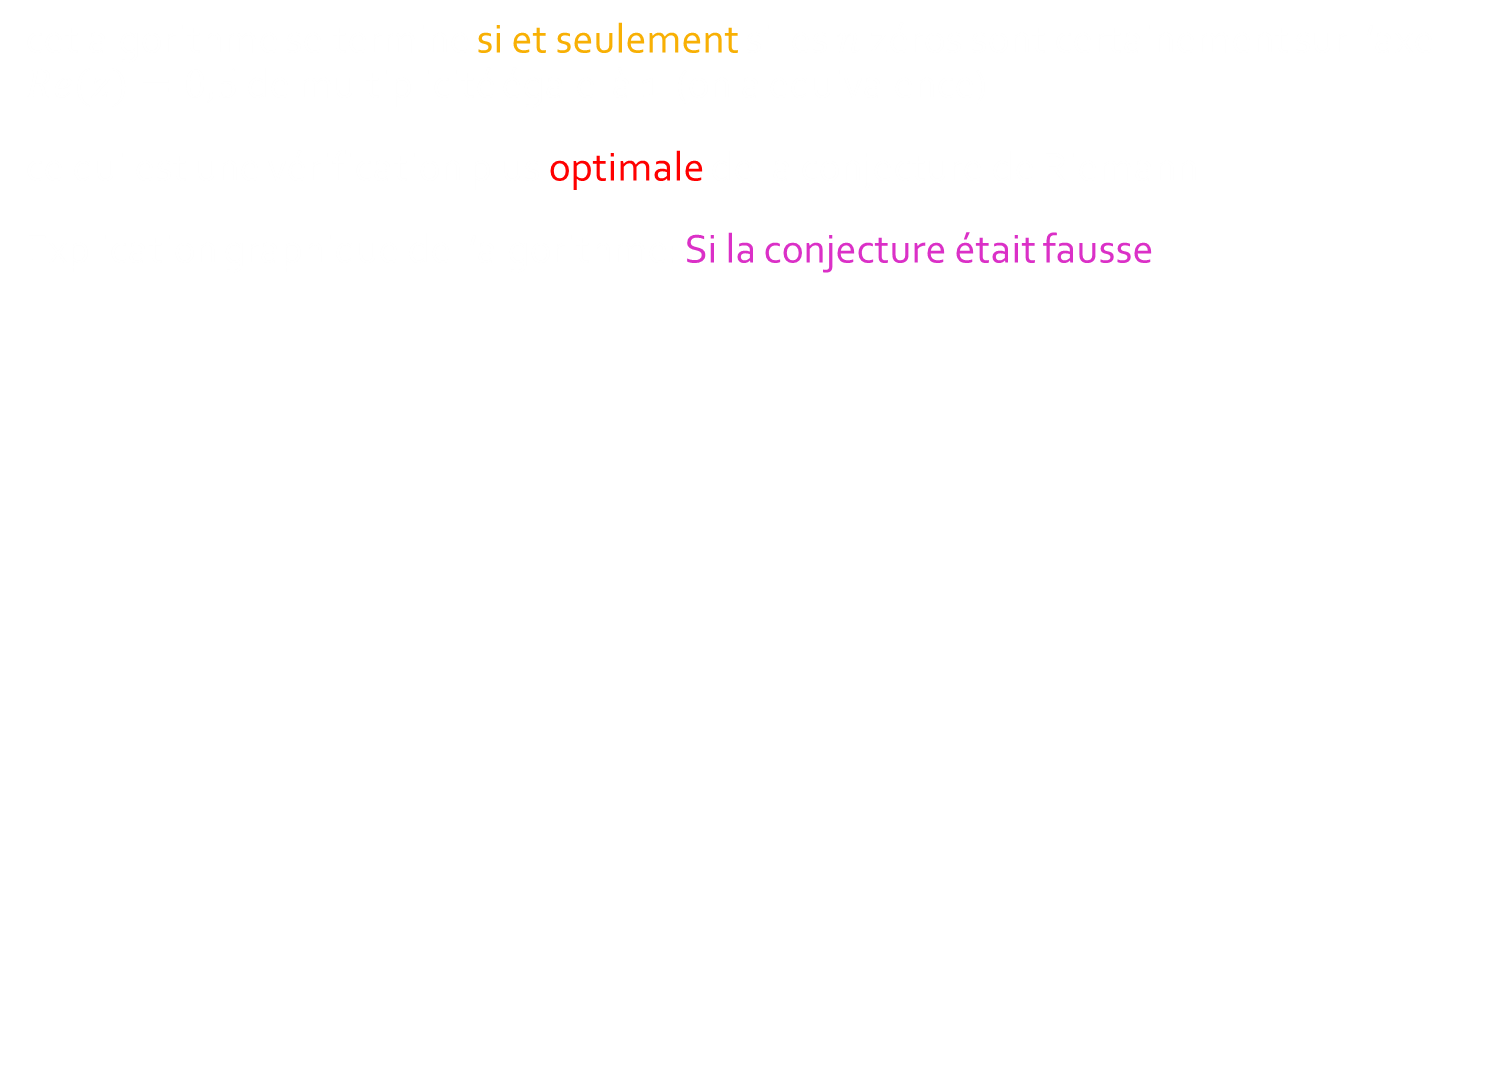 si et seulement
optimale
Si la conjecture était fausse